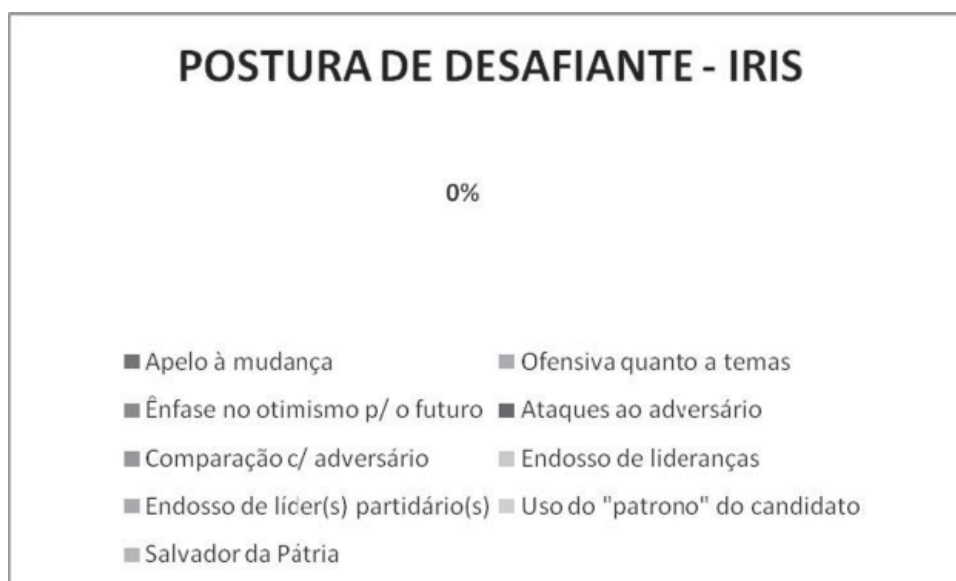 POSTURA DE DESAFIANTE - IRIS
0%
Apelo à mudança
Ofensiva quanto a temas
Ênfase no otimismo p/ o futuro
Ataques ao adversário
Comparação c/ adversário
Endosso de lideranças
Endosso de líder(s) partidário(s)
Uso do "patrono" do candidato
Salvador da Pátria